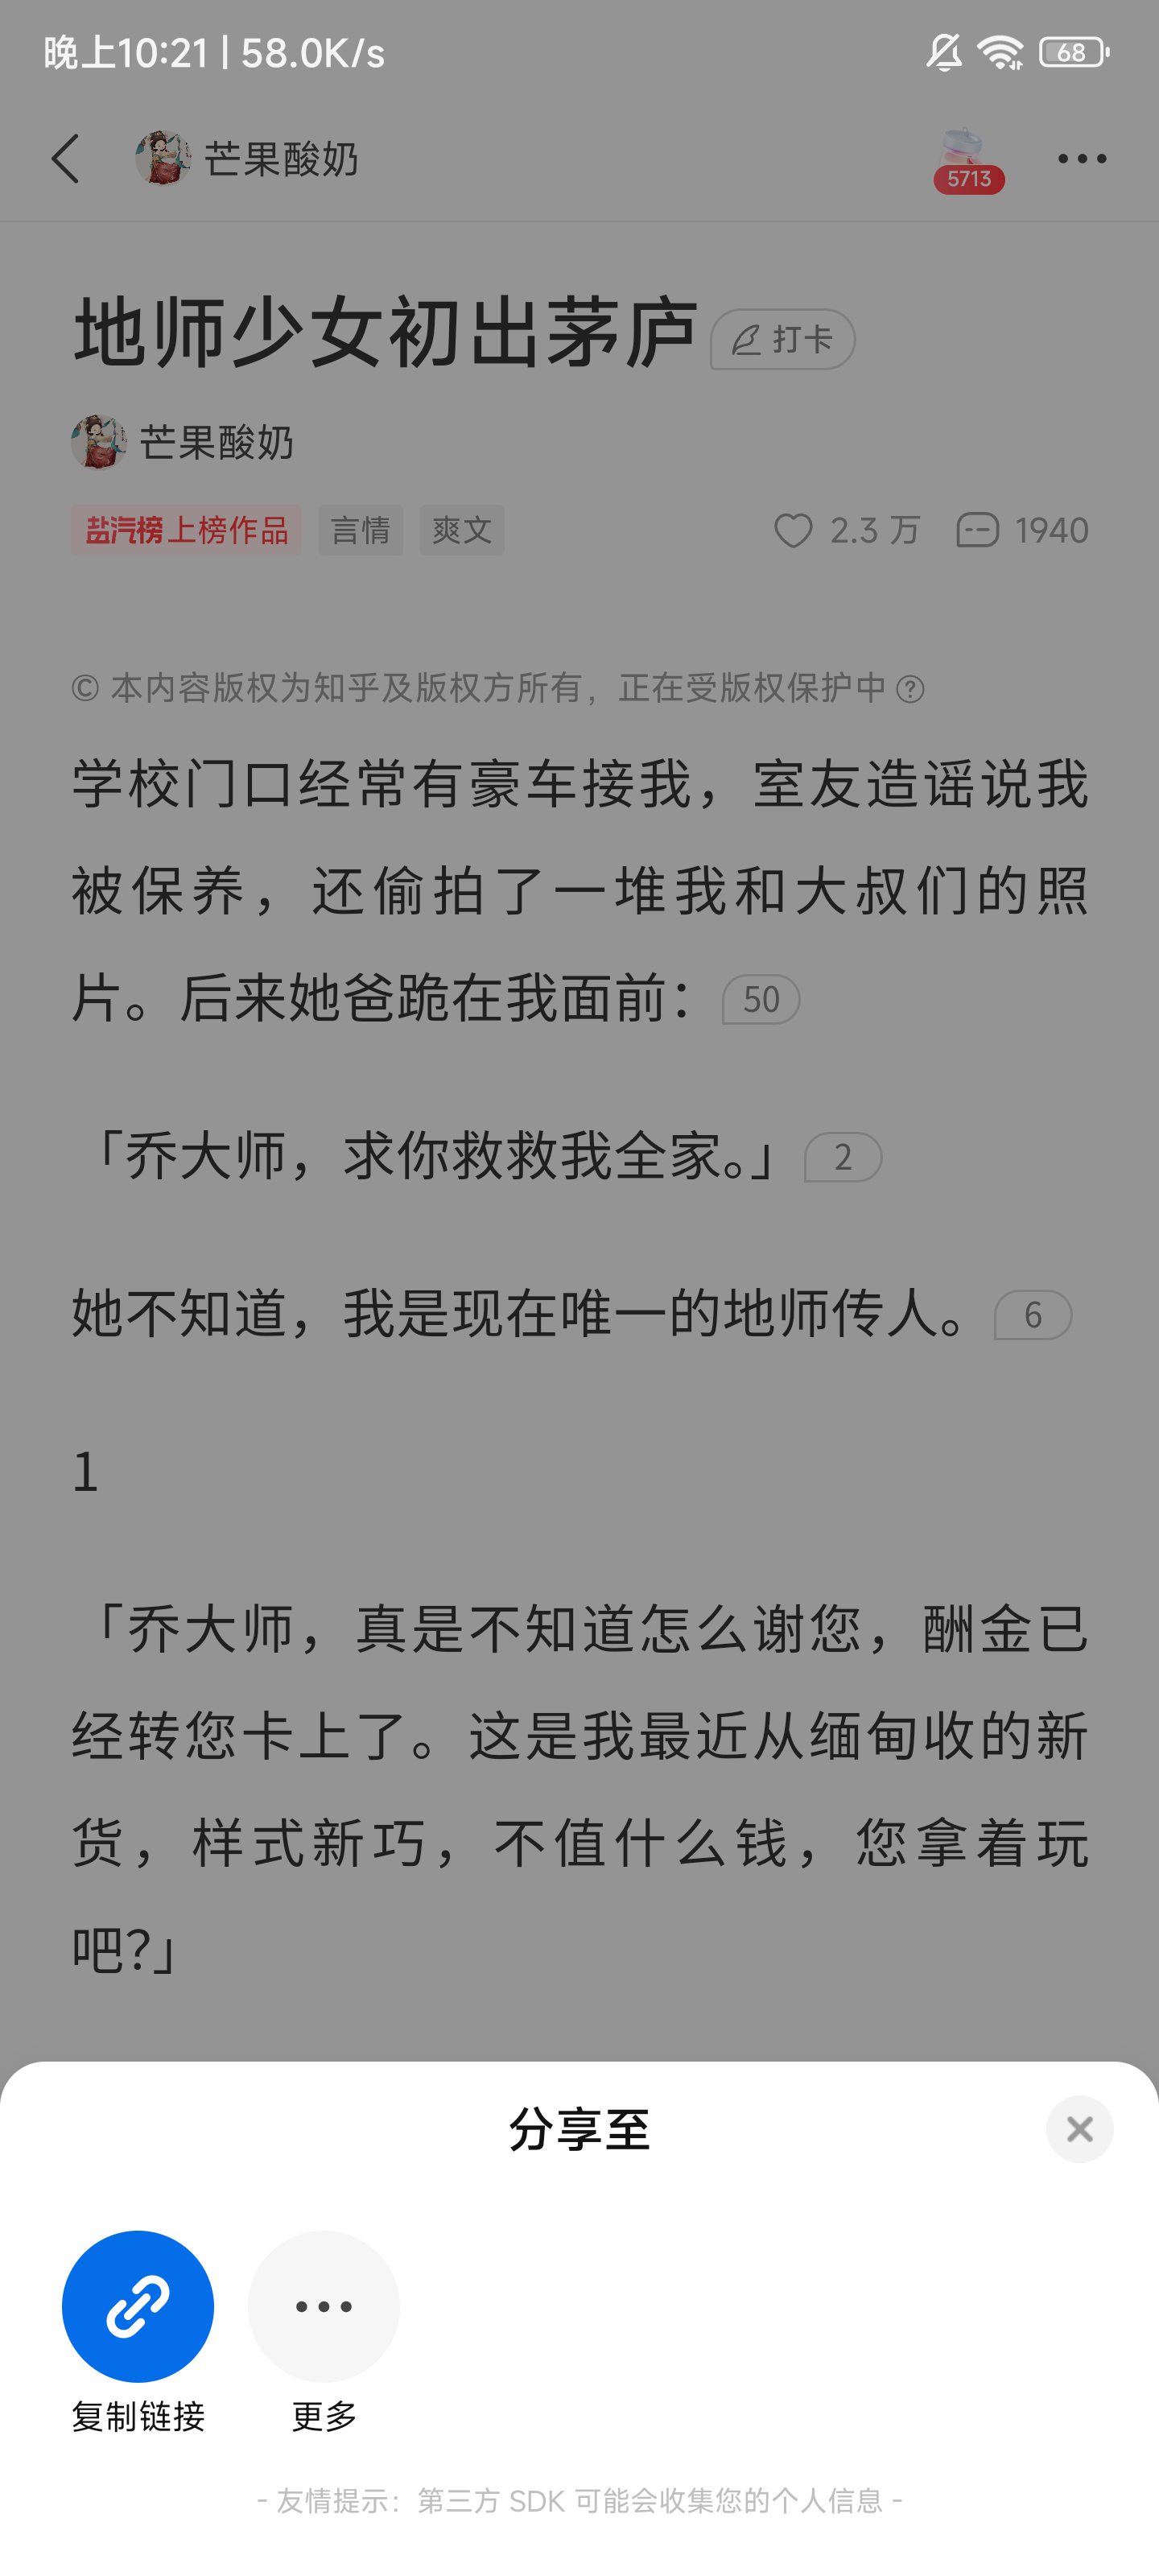 晚上10:21 | 58.0K/s
68
芒果酸奶
5713
地师少女初出茅庐 打卡
芒果酸奶
盐汽榜上榜作品 言情 爽文 2.3 万 1940
© 本内容版权为知乎及版权方所有，正在受版权保护中 ?
学校门口经常有豪车接我，室友造谣说我
被保养，还偷拍了一堆我和大叔们的照
片。后来她爸跪在我面前： 50
「乔大师，求你救救我全家。」 2
她不知道，我是现在唯一的地师传人。 6
1
「乔大师，真是不知道怎么谢您，酬金已
经转您卡上了。这是我最近从缅甸收的新
货，样式新巧，不值什么钱，您拿着玩
吧？」
分享至
复制链接 更多
- 友情提示：第三方 SDK 可能会收集您的个人信息 -